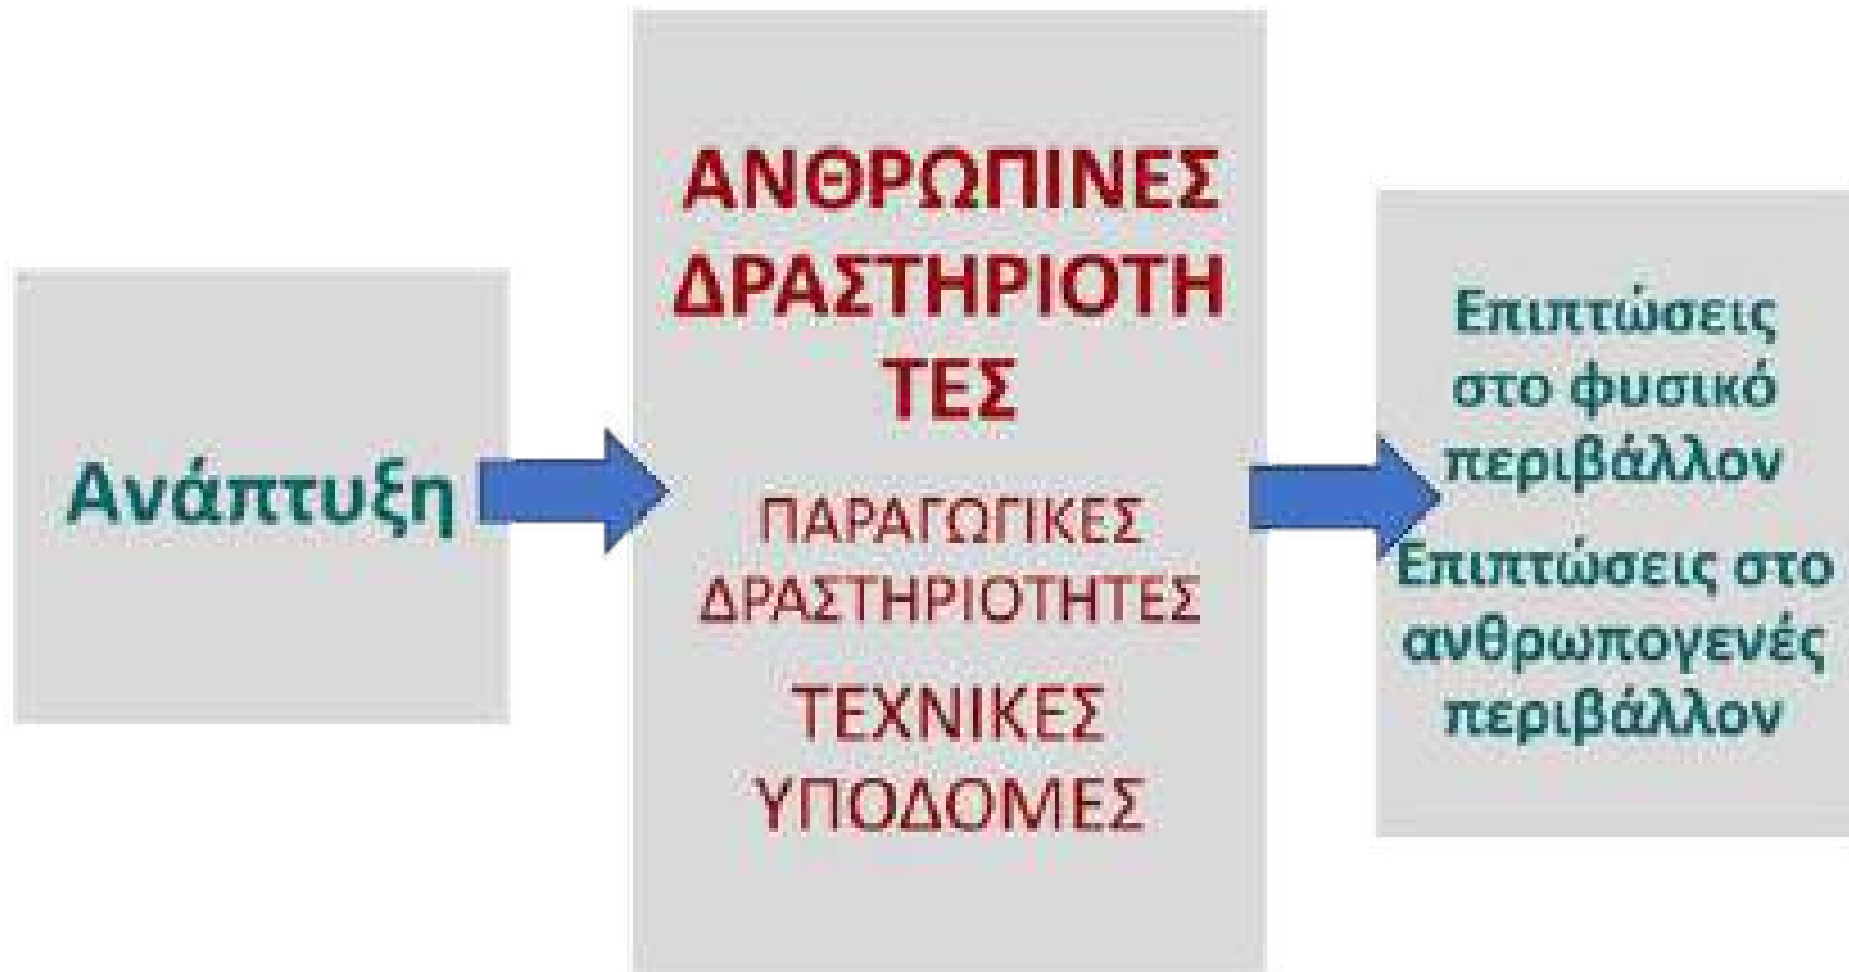 Ανάπτυξη
ΑΝΘΡΩΠΙΝΕΣ
ΔΡΑΣΤΗΡΙΟΤΗ
ΤΕΣ
ΠΑΡΑΓΩΓΙΚΕΣ
ΔΡΑΣΤΗΡΙΟΤΗΤΕΣ
ΤΕΧΝΙΚΕΣ
ΥΠΟΔΟΜΕΣ
Επιπτώσεις
στο φυσικό
περιβάλλον
Επιπτώσεις στο
ανθρωπογενές
περιβάλλον